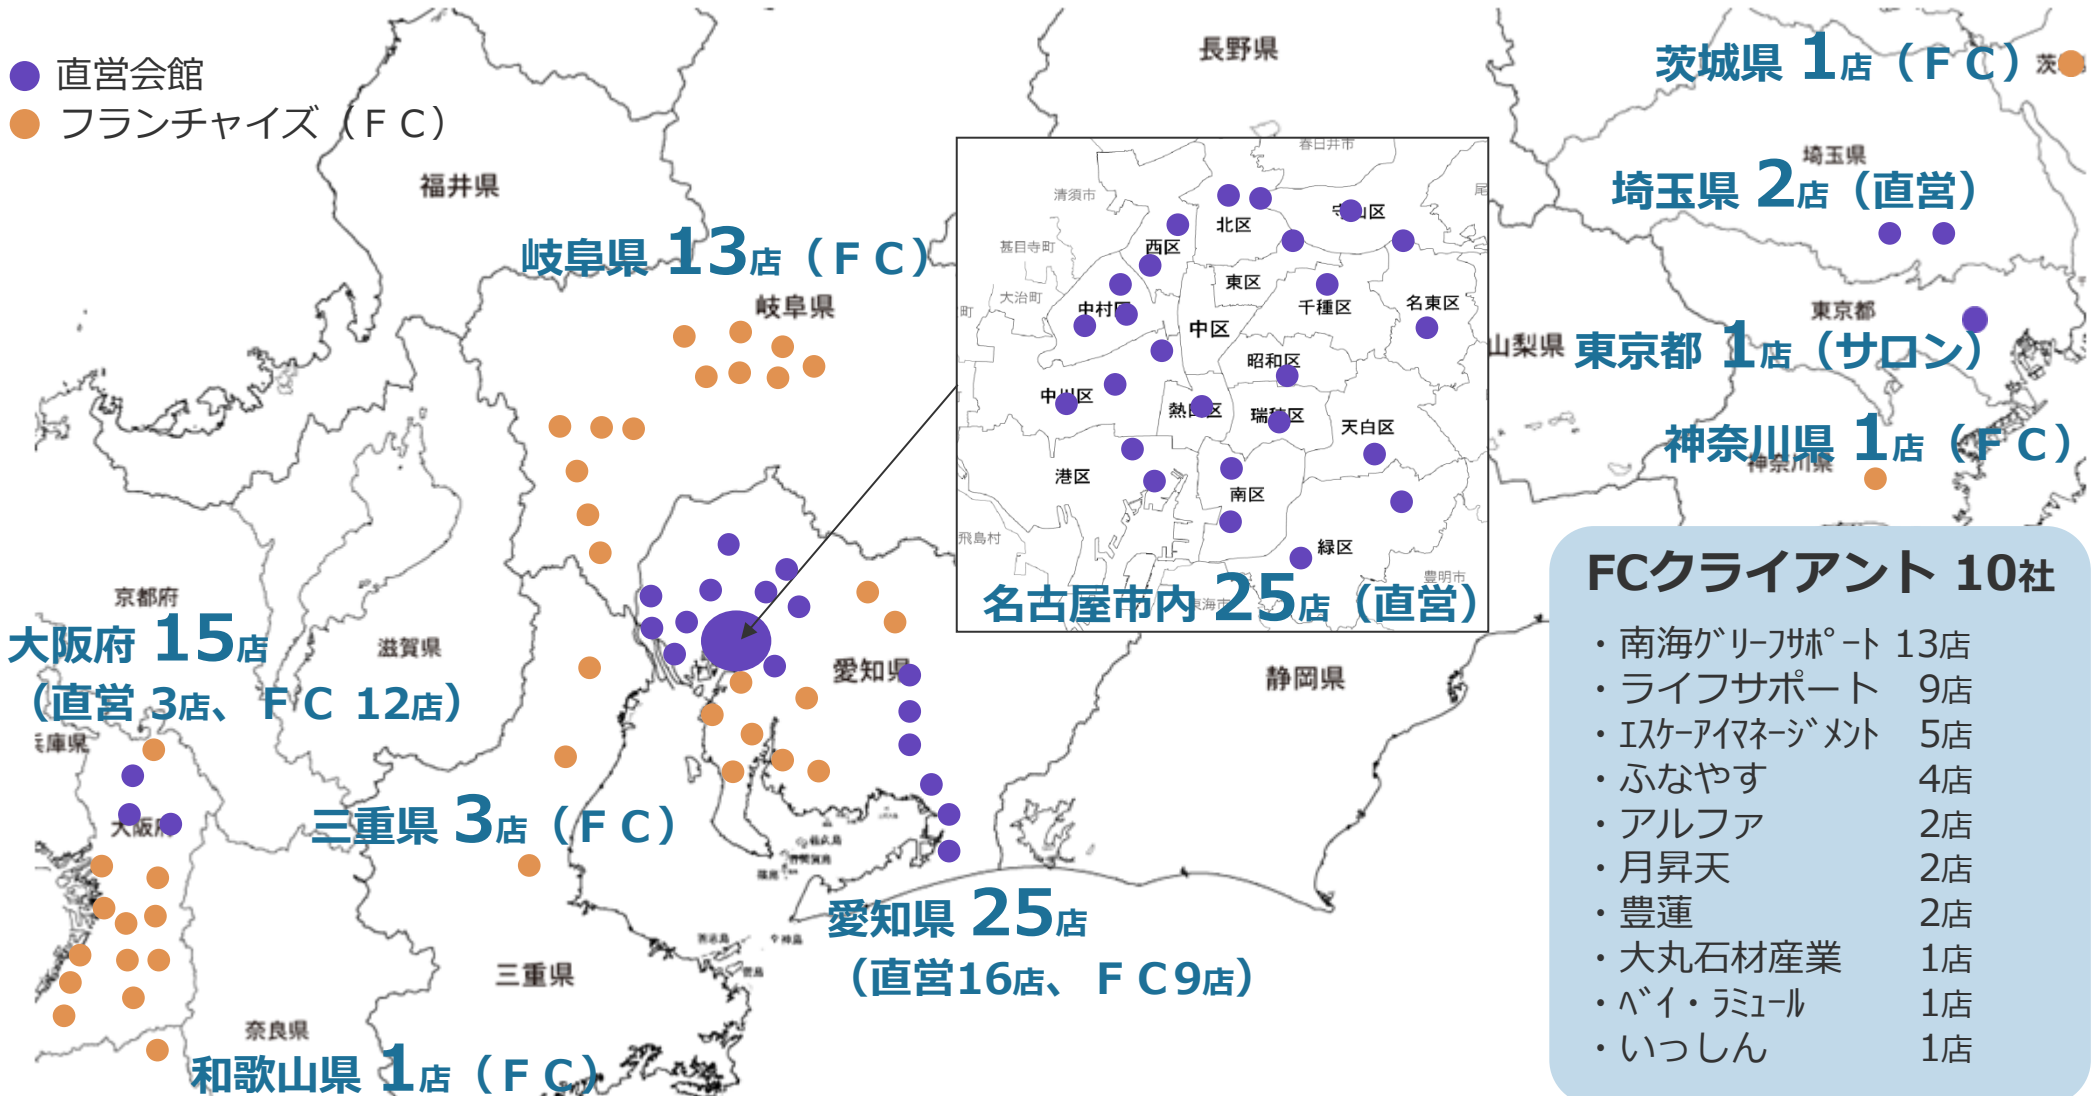 直営会館
フランチャイズ（ＦＣ）
長野県
茨城県 1店（ＦＣ）
福井県
埼玉県
埼玉県 2店（直営）
岐阜県 13店（ＦＣ）
岐阜県
春日井市
清須市
北区
西区
甚目寺町
東区
大治町
町
千種区
名東区
中区
昭和区
天白区
港区
南区
緑区
飛島村
豊明市
東海市
名古屋市内 25店（直営）
東京都
山梨県
東京都 1店（サロン）
神奈川県 1店（ＦＣ）
神奈川県
京都府
大阪府 15店
（直営 3店、ＦＣ 12店）
滋賀県
兵庫県
愛知県
静岡県
大阪府
三重県 3店（ＦＣ）
愛知県 25店
（直営16店、ＦＣ9店）
三重県
奈良県
和歌山県 1店（ＦＣ）
FCクライアント 10社
・南海ｸﾞﾘｰﾌｻﾎﾟｰﾄ 13店
・ライフサポート 9店
・ｴｽｹｰｱｲﾏﾈｰｼﾞﾒﾝﾄ 5店
・ふなやす 4店
・アルファ 2店
・月昇天 2店
・豊蓮 2店
・大丸石材産業 1店
・ﾍﾞｲ・ﾗﾐｭｰﾙ 1店
・いっしん 1店